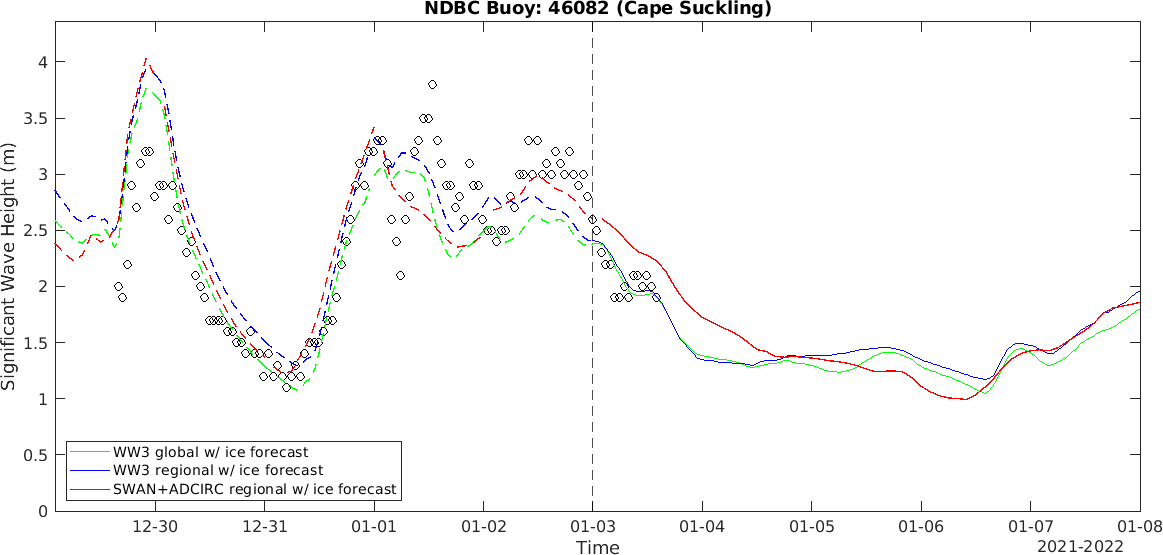 NDBC Buoy: 46082 (Cape Suckling)
Significant Wave Height (m)
4
3.5
3
2.5
2
1.5
1
0.5
0
WW3 global w/ ice forecast
WW3 regional w/ ice forecast
SWAN+ADCIRC regional w/ ice forecast
12-30 12-31 01-01 01-02 01-03 01-04 01-05 01-06 01-07 01-08
Time
2021-2022